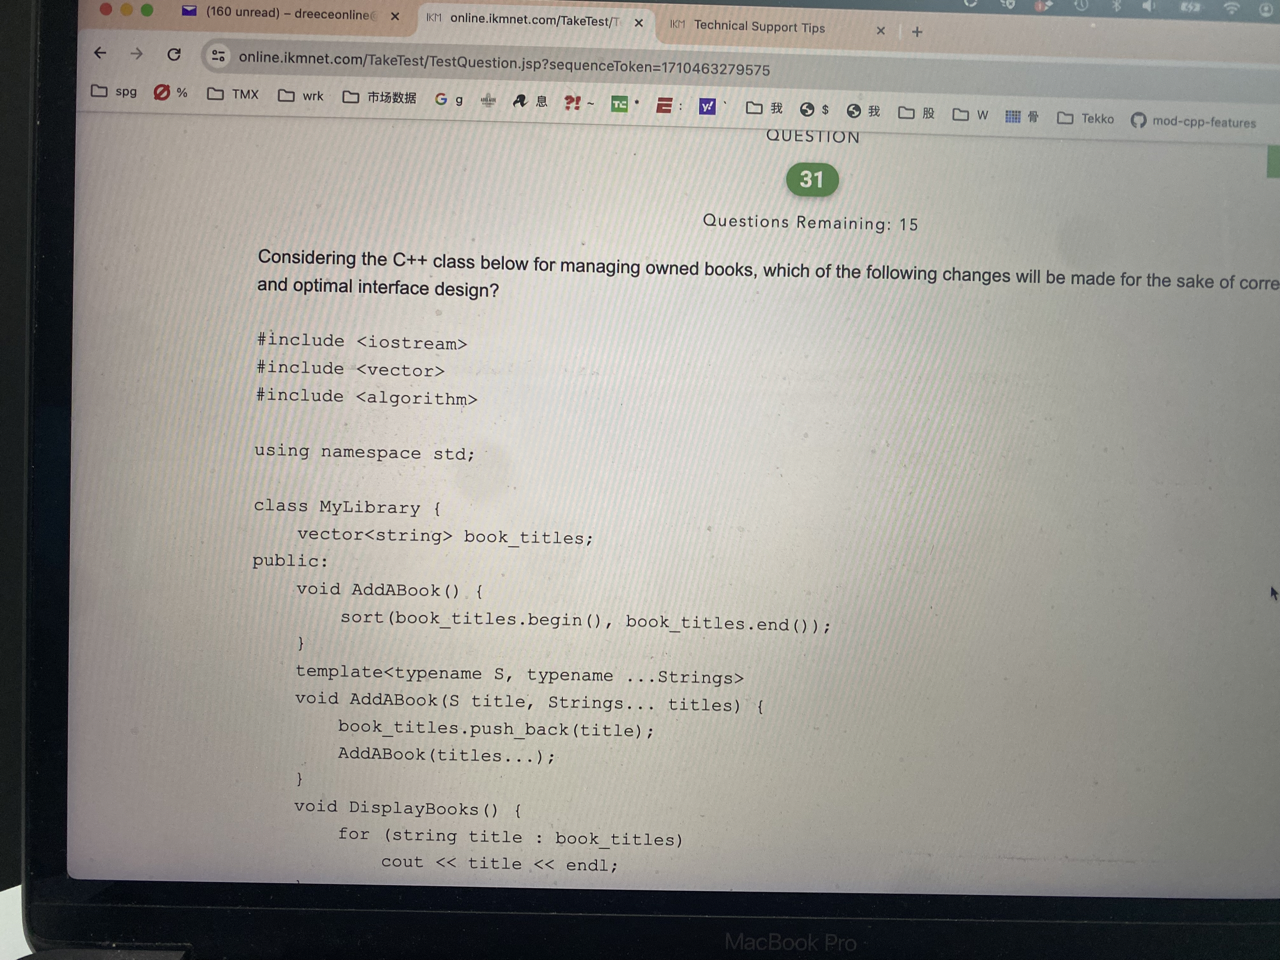 (160 unread) – dreeceonline
IKM online.ikmnet.com/TakeTest/T
IKM Technical Support Tips
online.ikmnet.com/TakeTest/TestQuestion.jsp?sequenceToken=1710463279575
spg % TMX wrk 市场数据 G g 息 ?! ~ TC • E : y! ` 我 $ 我 股 W 骨 Tekko mod-cpp-features
QUESTION
31
Questions Remaining: 15
Considering the C++ class below for managing owned books, which of the following changes will be made for the sake of corre
and optimal interface design?
#include <iostream>
#include <vector>
#include <algorithm>
using namespace std;
class MyLibrary {
vector<string> book_titles;
public:
void AddABook() {
sort(book_titles.begin(), book_titles.end());
}
template<typename S, typename ...Strings>
void AddABook(S title, Strings... titles) {
book_titles.push_back(title);
AddABook(titles...);
}
void DisplayBooks() {
for (string title : book_titles)
cout << title << endl;
MacBook Pro